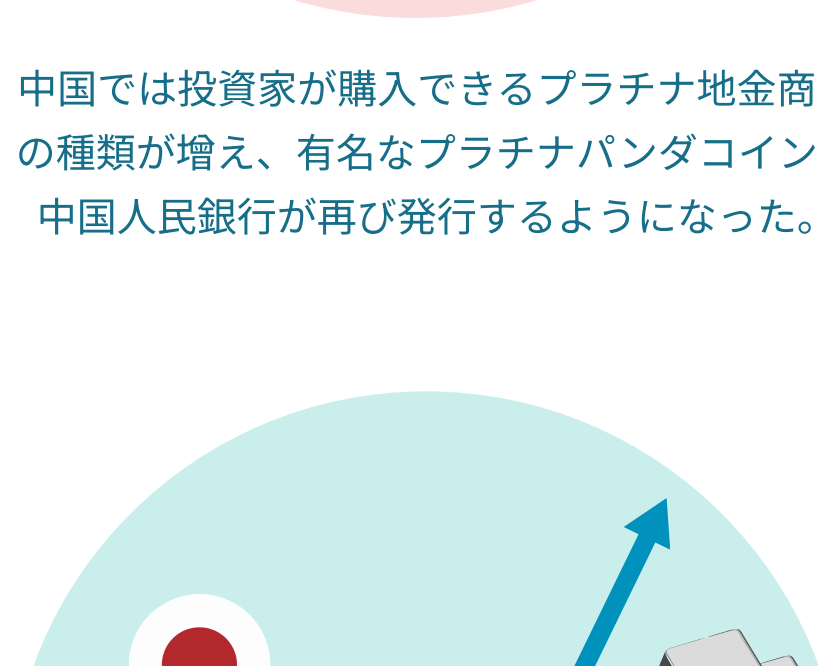 中国では投資家が購入できるプラチナ地金商
の種類が増え、有名なプラチナパンダコイン
中国人民銀行が再び発行するようになった。